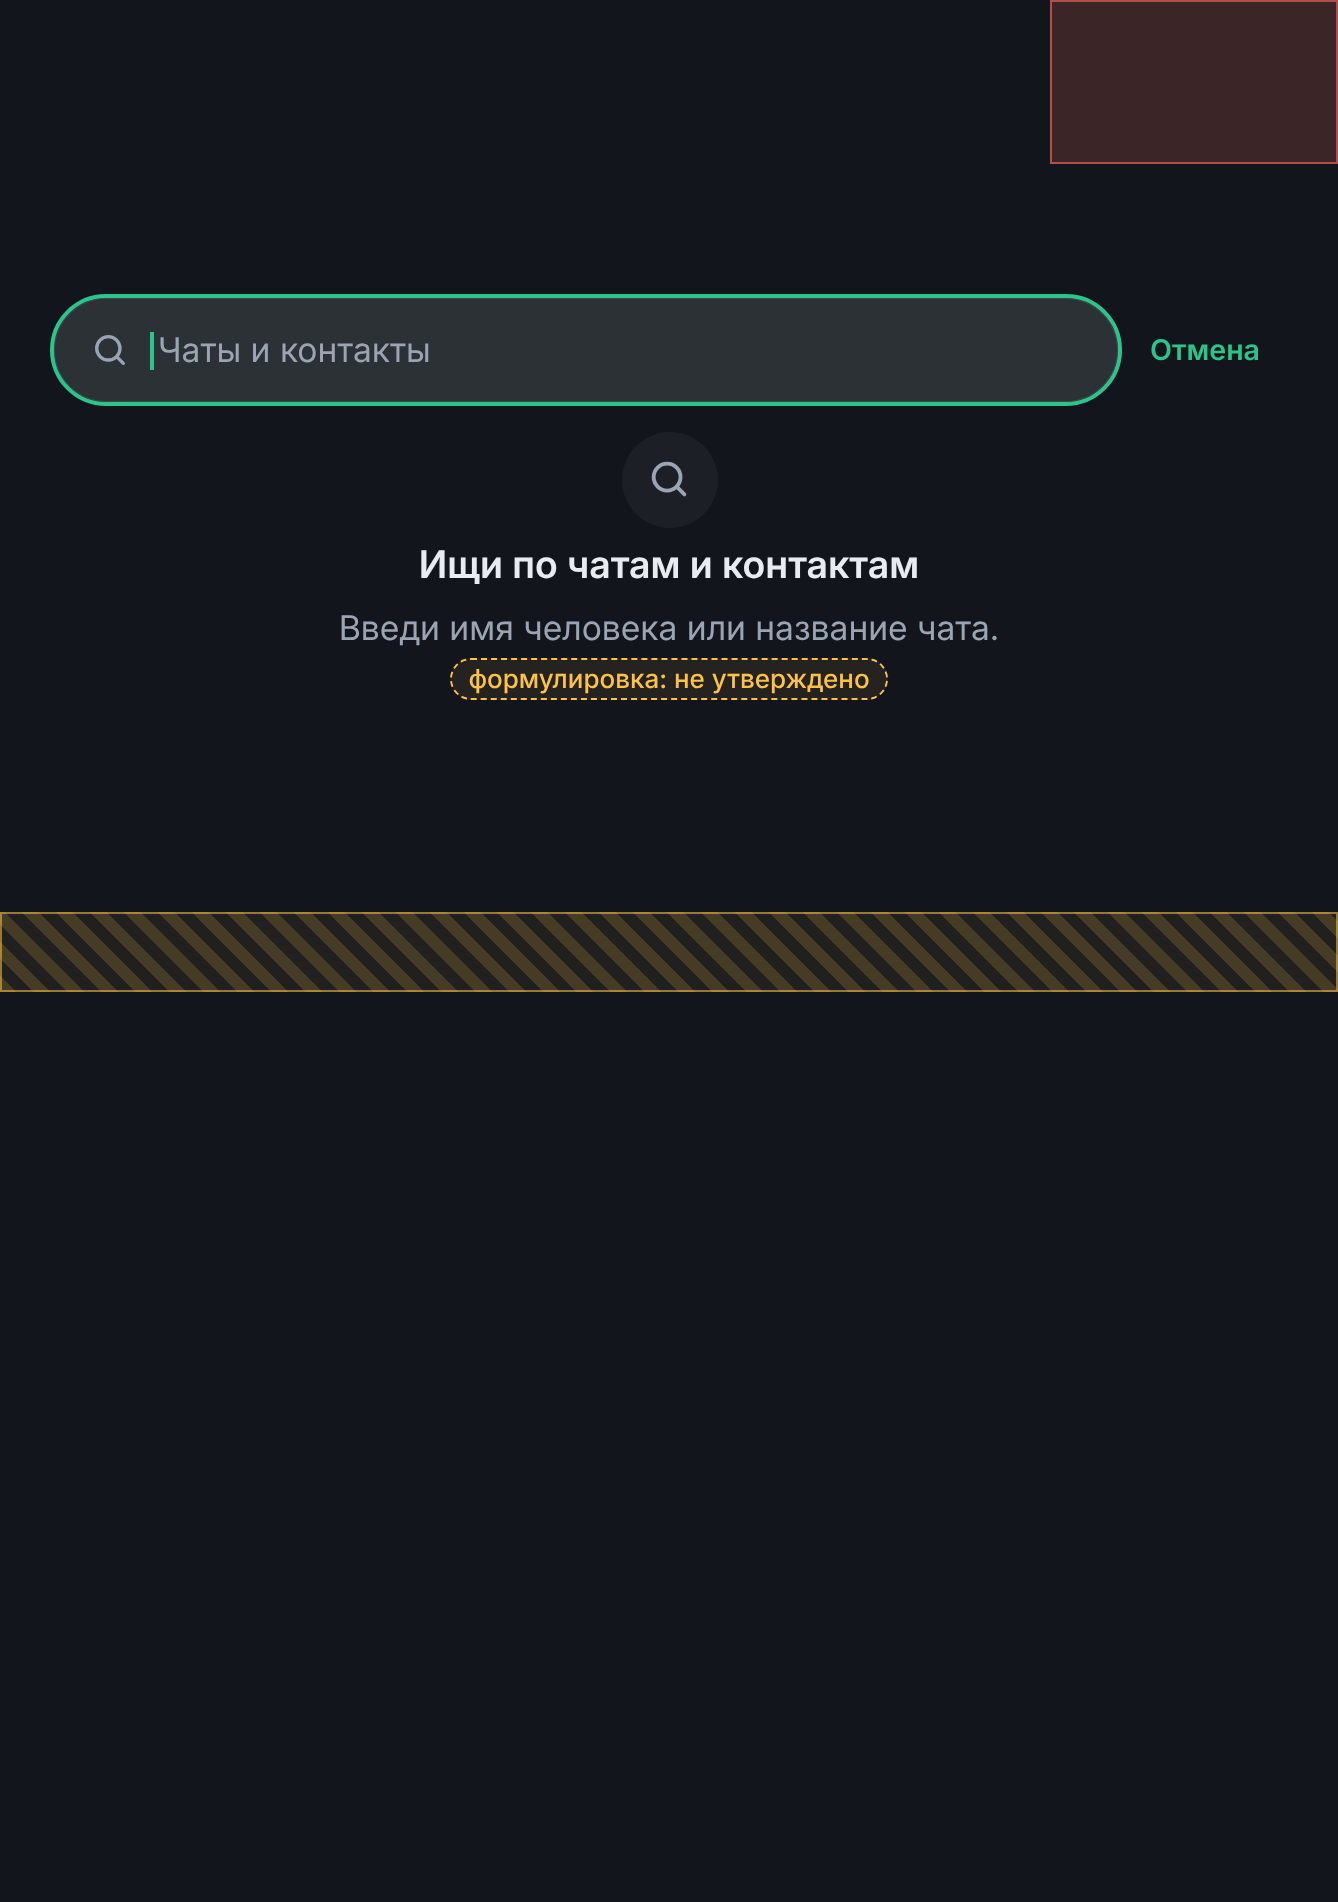 Чаты и контакты
Отмена
Ищи по чатам и контактам
Введи имя человека или название чата.
формулировка: не утверждено